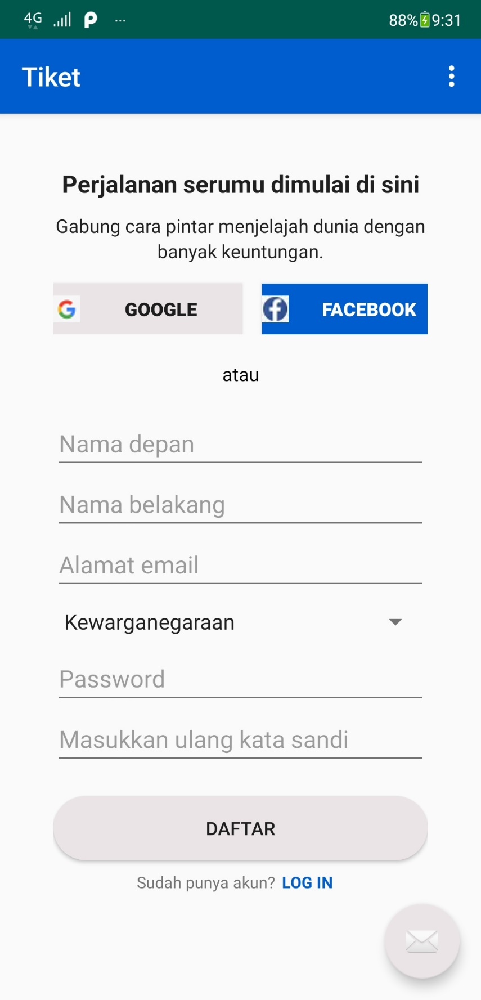 4G ... 88% 9:31
Tiket
Perjalanan serumu dimulai di sini
Gabung cara pintar menjelajah dunia dengan
banyak keuntungan.
GOOGLE FACEBOOK
atau
Nama depan
Nama belakang
Alamat email
Kewarganegaraan
Password
Masukkan ulang kata sandi
DAFTAR
Sudah punya akun? LOG IN